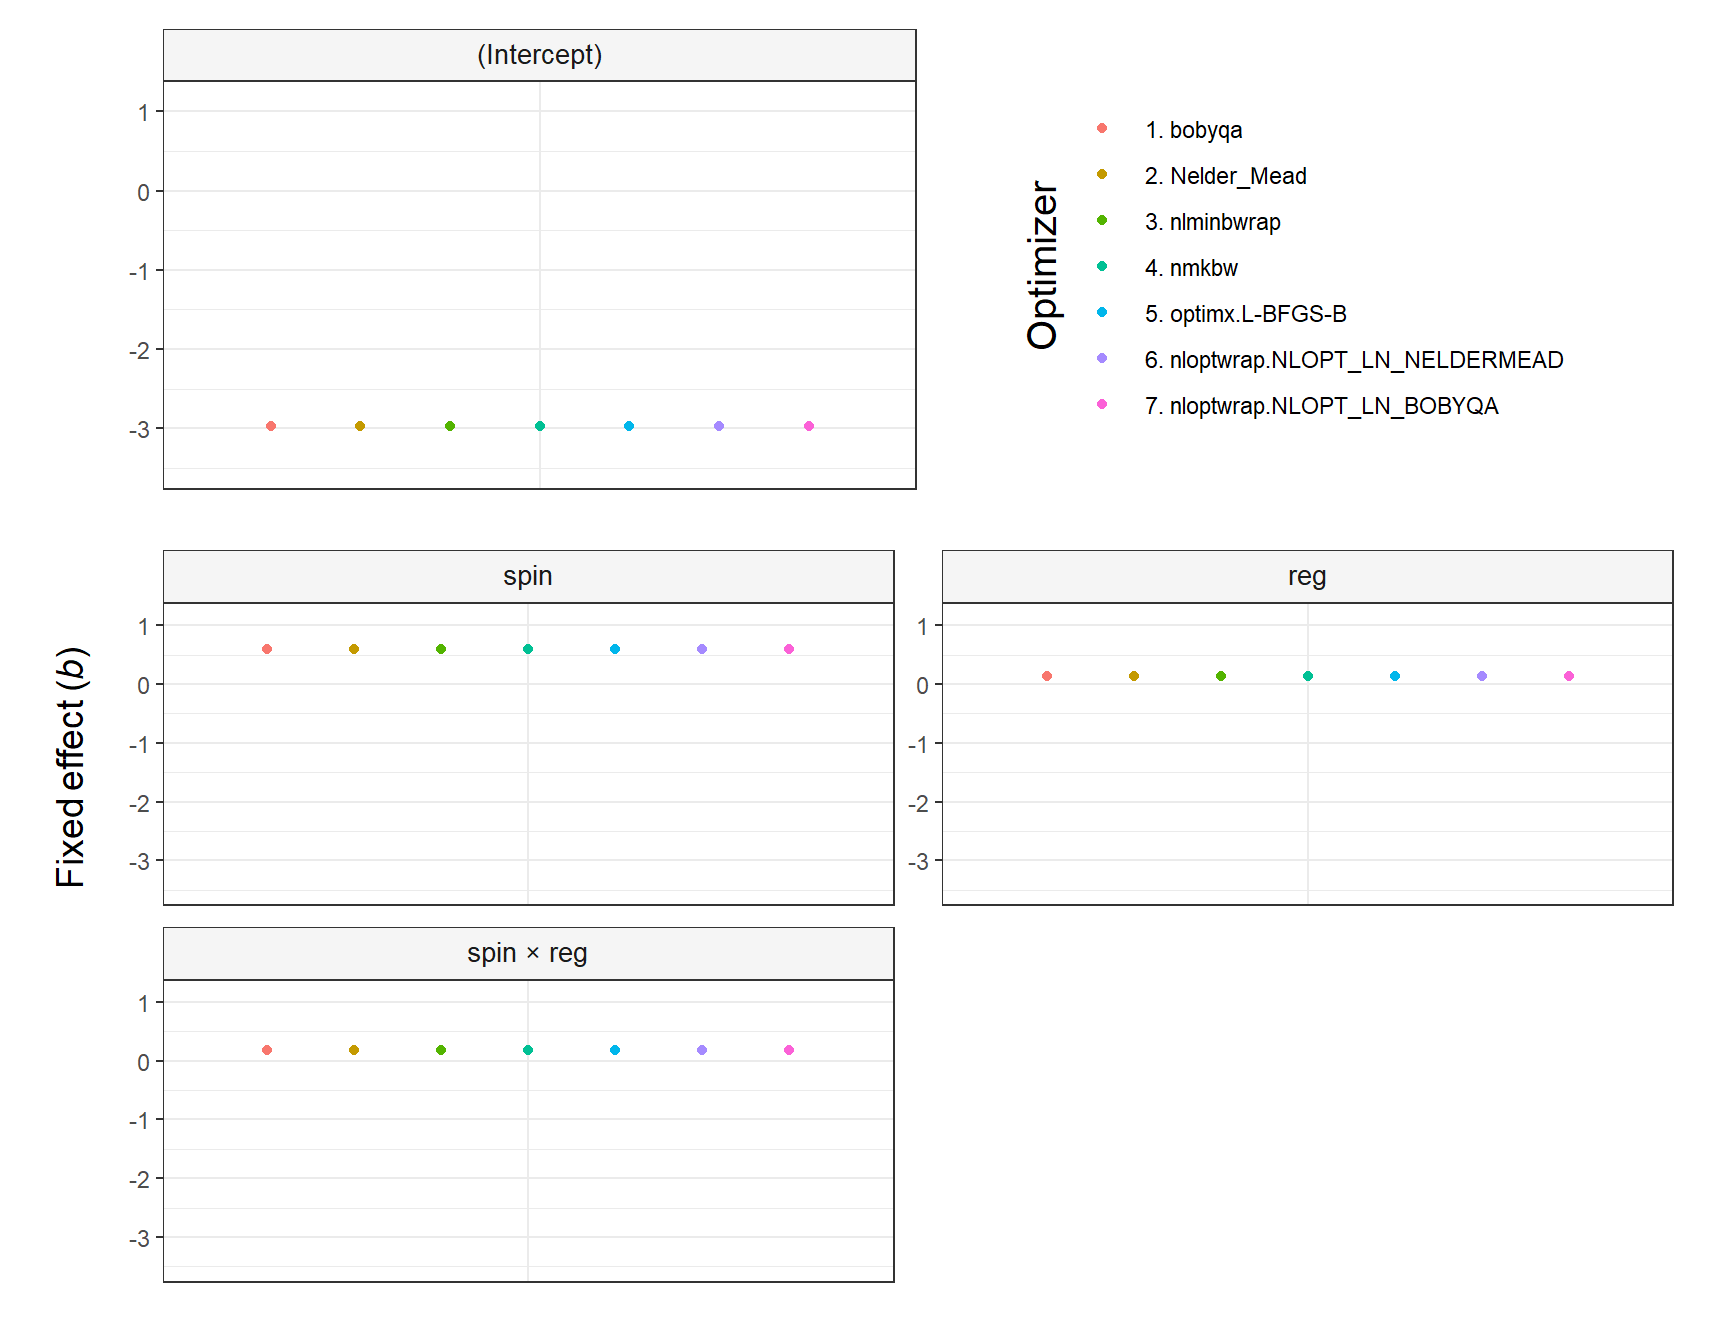 (Intercept)
1
0
-1
-2
-3
Optimizer
1. bobyqa
2. Nelder_Mead
3. nlminbwrap
4. nmkbw
5. optimx.L-BFGS-B
6. nloptwrap.NLOPT_LN_NELDERMEAD
7. nloptwrap.NLOPT_LN_BOBYQA
Fixed effect (b)
spin
1
0
-1
-2
-3
reg
1
0
-1
-2
-3
spin × reg
1
0
-1
-2
-3